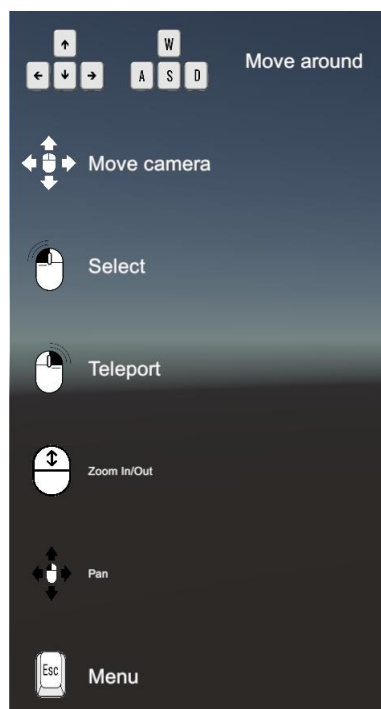 W
A S D
Move around
Move camera
Select
Teleport
Zoom In/Out
Pan
Esc
Menu